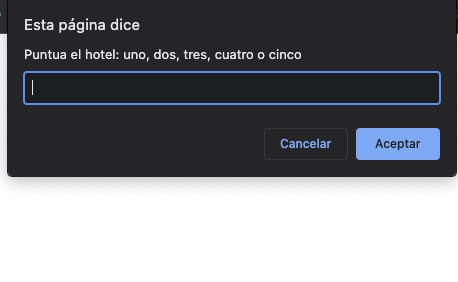 Esta página dice
Puntua el hotel: uno, dos, tres, cuatro o cinco
Cancelar
Aceptar